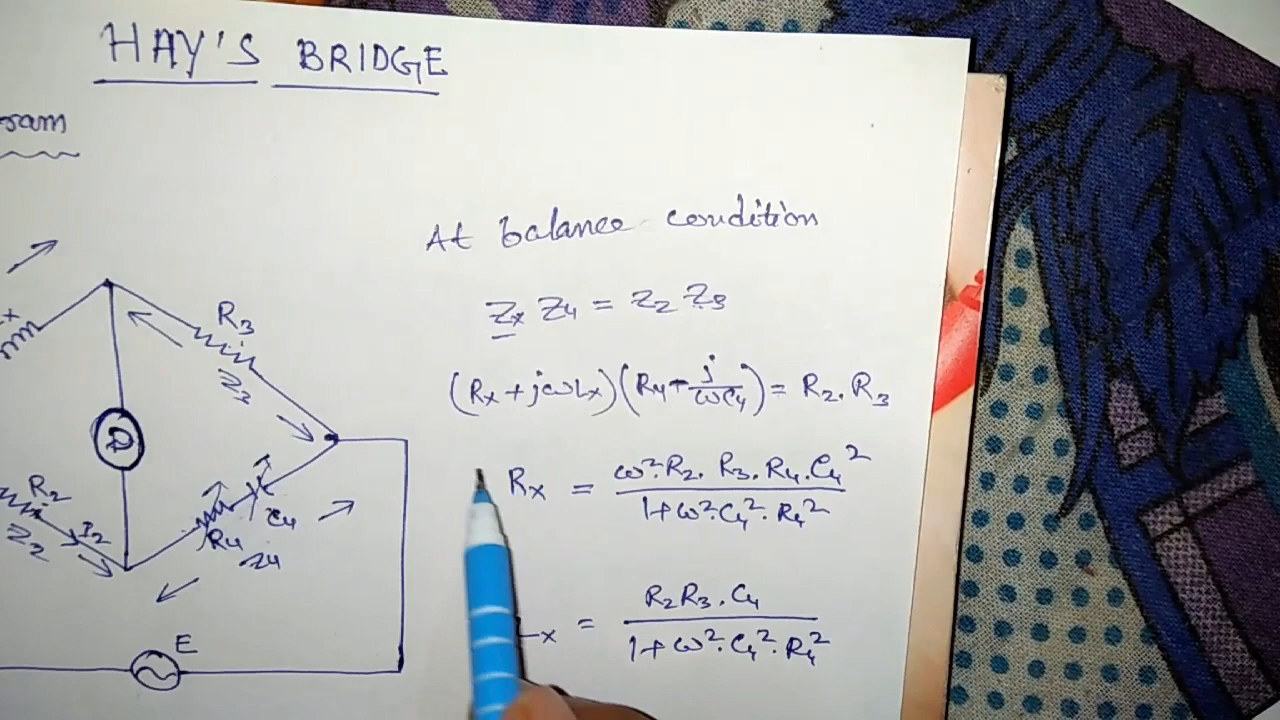 HAY'S BRIDGE
ram
At balance condition
Zx Z4 = Z2 Z3
(Rx + jωLx)(R4 - j/ωC4) = R2. R3
Rx = ω².R2. R3. R4. C4² / 1+ω².C4².R4²
x = R2R3.C4 / 1+ω².C4².R4²
x
R3
Z3
D
R2
Z2
I2
R4
C4
Z4
E